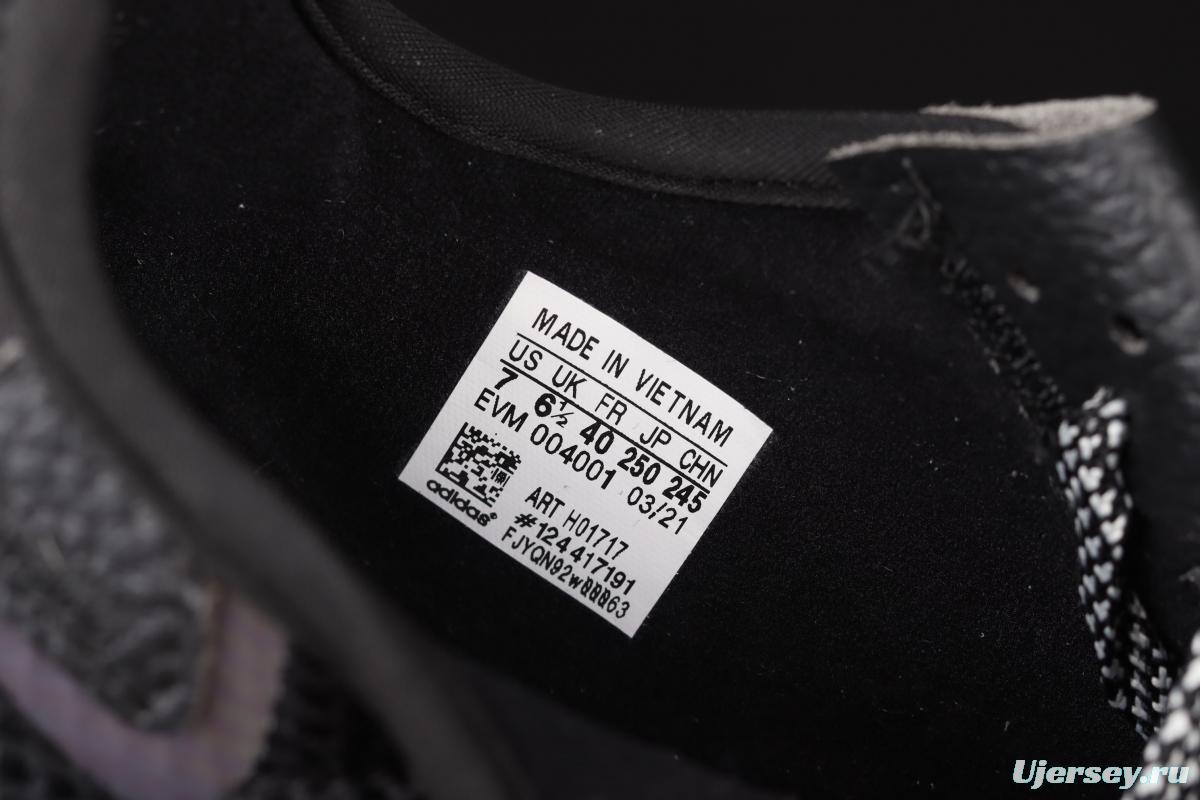 MADE IN VIETNAM
US UK FR JP CHN
7 6½ 40 250 245
EVM 004001 03/21
ART H01717
#124417191
FJYQN92w00063
adidas®
Ujersey.ru